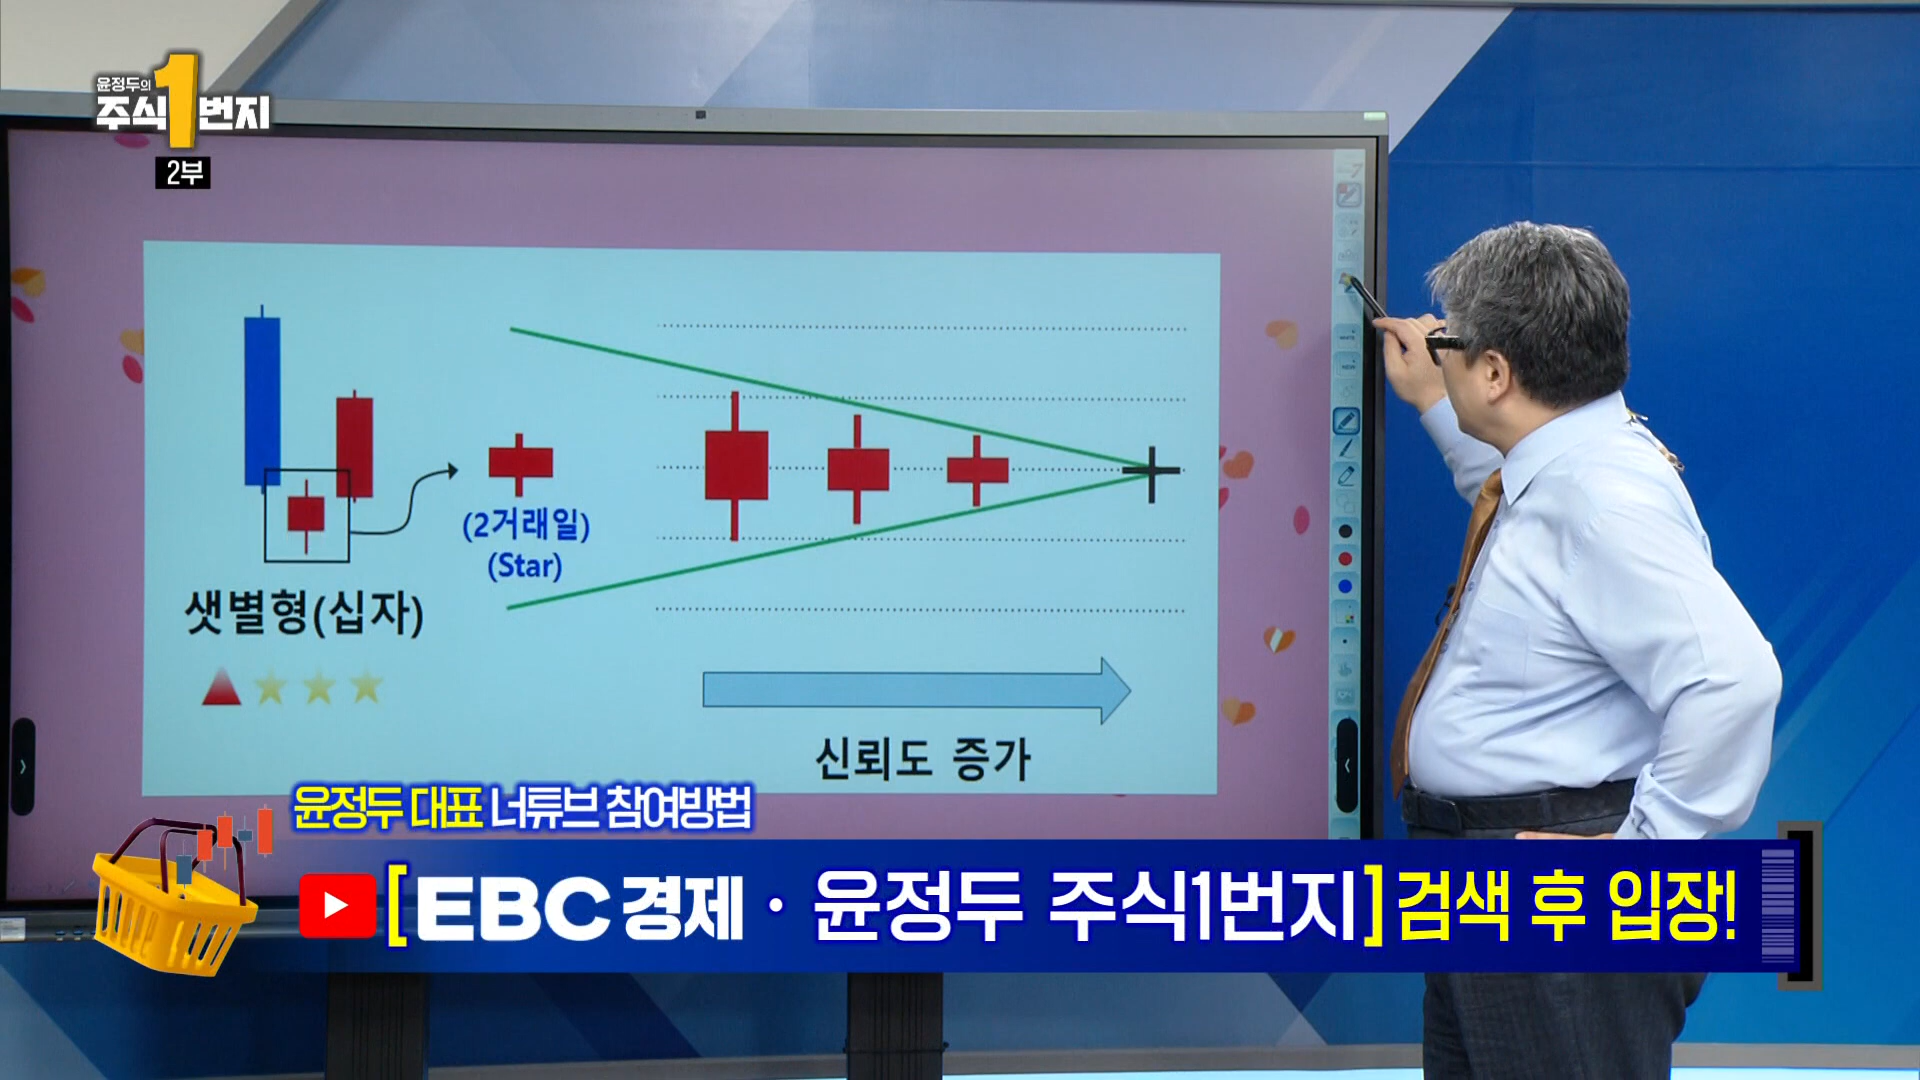 윤정두의
주식1번지
2부
(2거래일)
(Star)
샛별형(십자)
신뢰도 증가
윤정두 대표 너튜브 참여방법
[EBC경제 · 윤정두 주식1번지] 검색 후 입장!